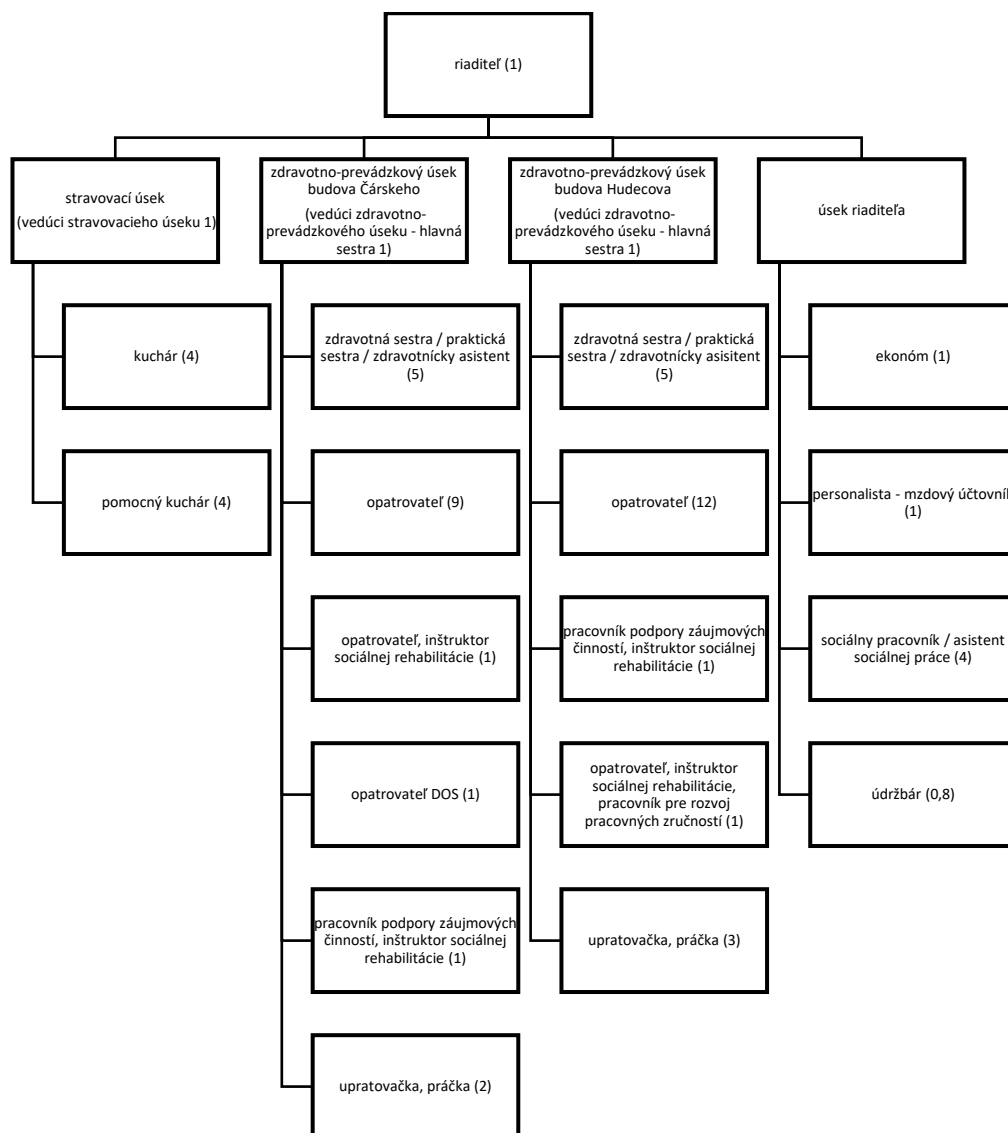 riaditeľ (1)
stravovací úsek
(vedúci stravovacieho úseku 1)
kuchár (4)
pomocný kuchár (4)
zdravotno-prevádzkový úsek
budova Čárskeho
(vedúci zdravotno-
prevádzkového úseku - hlavná
sestra 1)
zdravotná sestra / praktická
sestra / zdravotnícky asistent
(5)
opatrovateľ (9)
opatrovateľ, inštruktor
sociálnej rehabilitácie (1)
opatrovateľ DOS (1)
pracovník podpory záujmových
činností, inštruktor sociálnej
rehabilitácie (1)
upratovačka, práčka (2)
zdravotno-prevádzkový úsek
budova Hudecova
(vedúci zdravotno-
prevádzkového úseku - hlavná
sestra 1)
zdravotná sestra / praktická
sestra / zdravotnícky asisitent
(5)
opatrovateľ (12)
pracovník podpory záujmových
činností, inštruktor sociálnej
rehabilitácie (1)
opatrovateľ, inštruktor
sociálnej rehabilitácie,
pracovník pre rozvoj
pracovných zručností (1)
upratovačka, práčka (3)
úsek riaditeľa
ekonóm (1)
personalista - mzdový účtovník
(1)
sociálny pracovník / asistent
sociálnej práce (4)
údržbár (0,8)